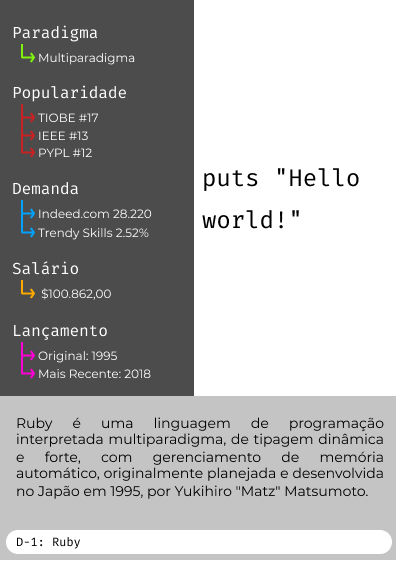 Paradigma
Multiparadigma
Popularidade
TIOBE #17
IEEE #13
PYPL #12
Demanda
Indeed.com 28.220
Trendy Skills 2.52%
Salário
$100.862,00
Lançamento
Original: 1995
Mais Recente: 2018
puts "Hello
world!"
Ruby é uma linguagem de programação
interpretada multiparadigma, de tipagem dinâmica
e forte, com gerenciamento de memória
automático, originalmente planejada e desenvolvida
no Japão em 1995, por Yukihiro "Matz" Matsumoto.
D-1: Ruby